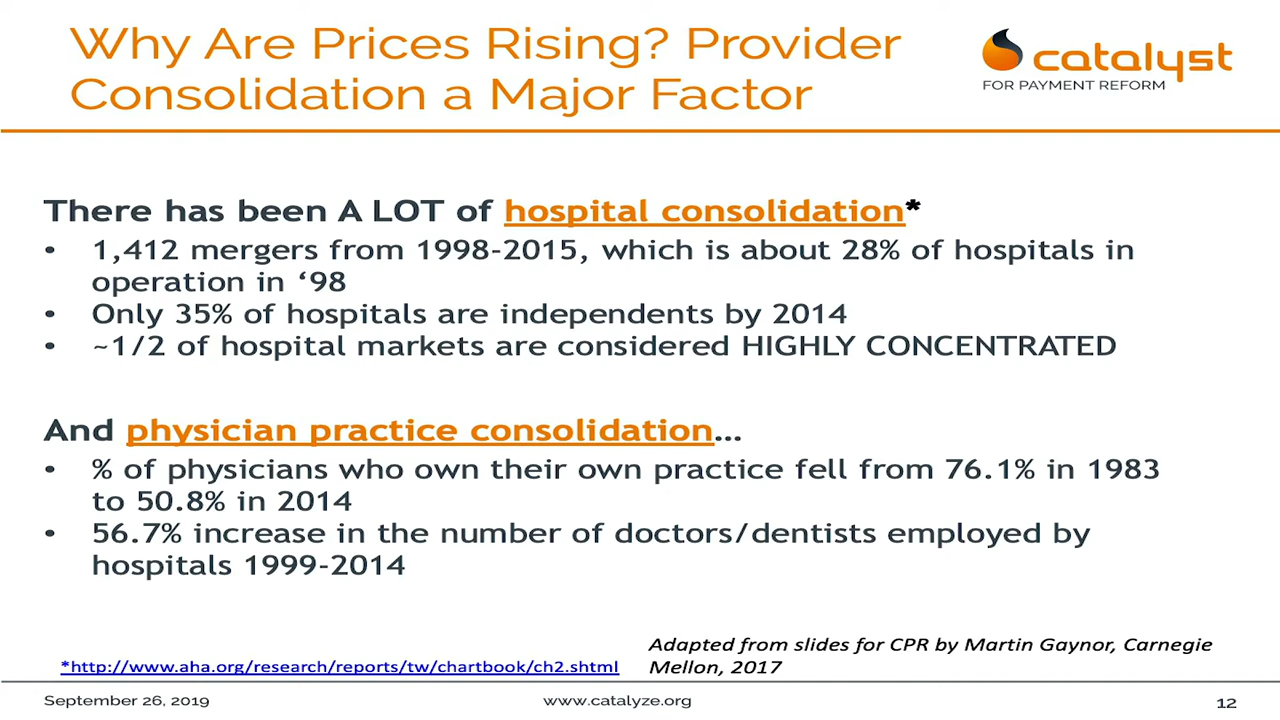 Why Are Prices Rising? Provider
Consolidation a Major Factor
catalyst
FOR PAYMENT REFORM
There has been A LOT of hospital consolidation*
• 1,412 mergers from 1998-2015, which is about 28% of hospitals in
operation in ‘98
• Only 35% of hospitals are independents by 2014
• ~1/2 of hospital markets are considered HIGHLY CONCENTRATED
And physician practice consolidation…
• % of physicians who own their own practice fell from 76.1% in 1983
to 50.8% in 2014
• 56.7% increase in the number of doctors/dentists employed by
hospitals 1999-2014
Adapted from slides for CPR by Martin Gaynor, Carnegie
Mellon, 2017
*http://www.aha.org/research/reports/tw/chartbook/ch2.shtml
September 26, 2019
www.catalyze.org
12